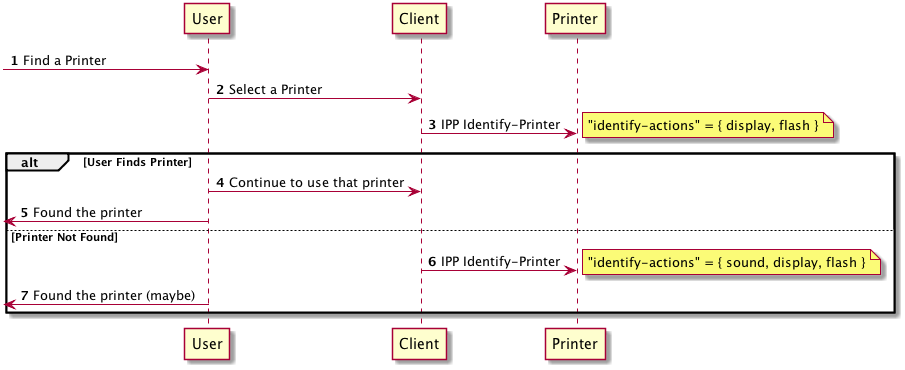 User Client Printer
1 Find a Printer
2 Select a Printer
3 IPP Identify-Printer "identify-actions" = { display, flash }
alt [User Finds Printer]
4 Continue to use that printer
5 Found the printer
[Printer Not Found]
6 IPP Identify-Printer "identify-actions" = { sound, display, flash }
7 Found the printer (maybe)
User Client Printer